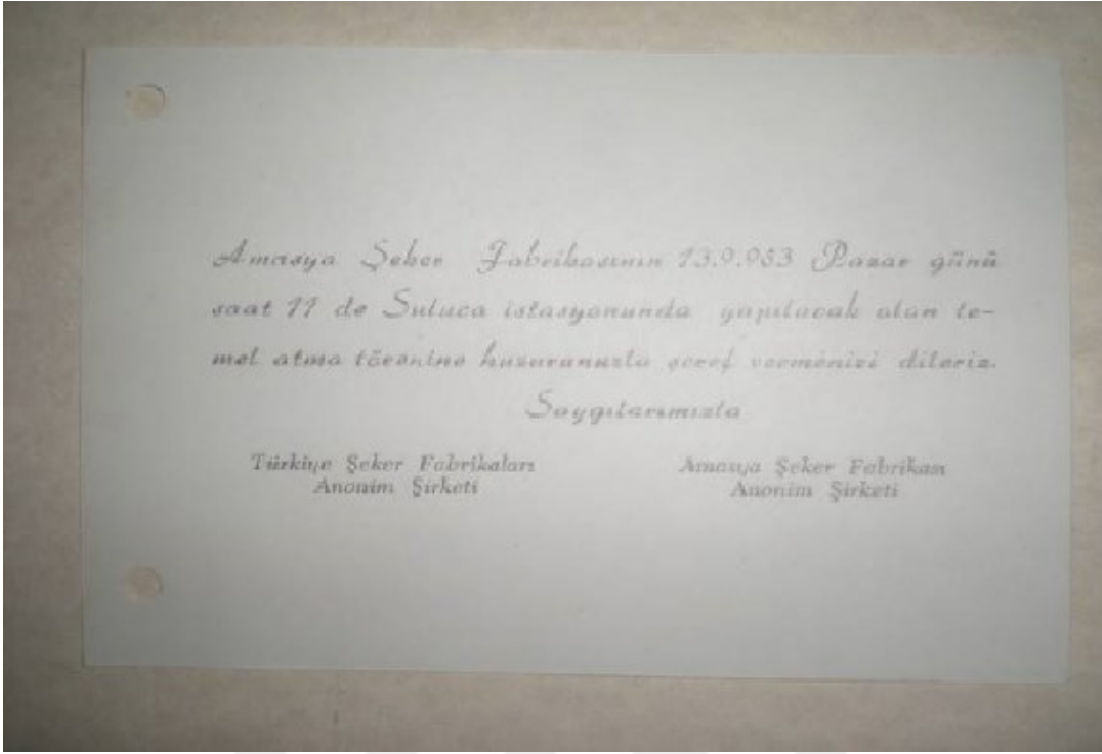 Amasya Şeker Fabrikasının 13.9.953 Pazar günü
saat 11 de Suluca istasyonunda yapılacak olan te-
mel atma törenine huzurunuzla şeref vermenizi dileriz.
Saygılarımızla
Türkiye Şeker Fabrikaları Amasya Şeker Fabrikası
Anonim Şirketi Anonim Şirketi